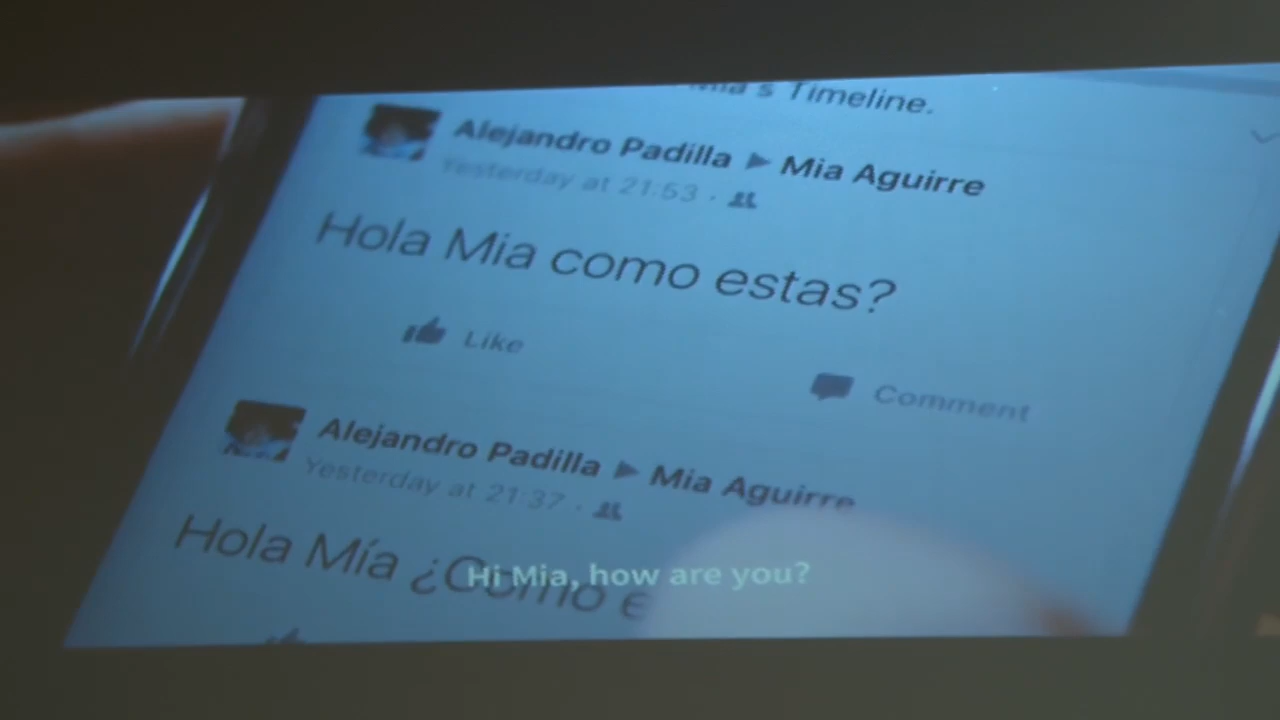 Mia's Timeline.
Alejandro Padilla ▶ Mia Aguirre
Yesterday at 21:53 ·
Hola Mia como estas?
Like
Comment
Alejandro Padilla ▶ Mia Aguirre
Yesterday at 21:37 ·
Hola Mía ¿Como e
Hi Mia, how are you?